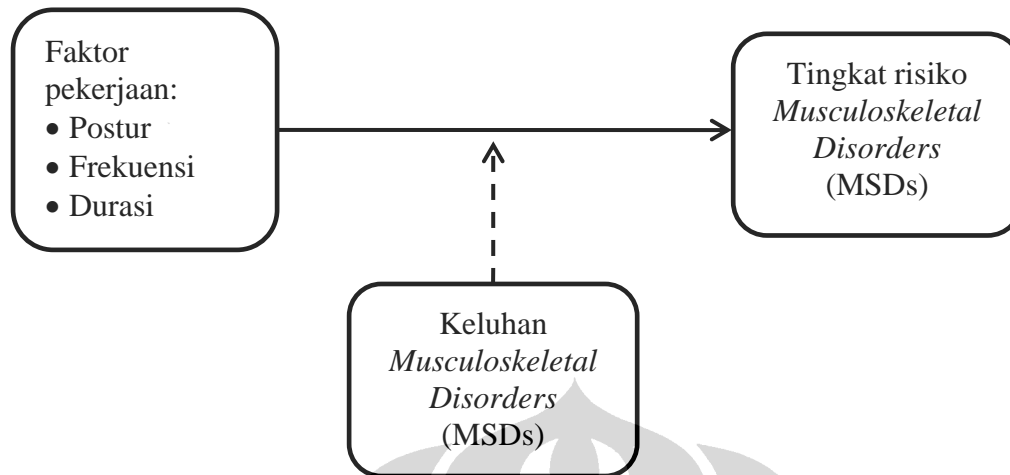 Faktor
pekerjaan:
• Postur
• Frekuensi
• Durasi
Tingkat risiko
Musculoskeletal
Disorders
(MSDs)
Keluhan
Musculoskeletal
Disorders
(MSDs)